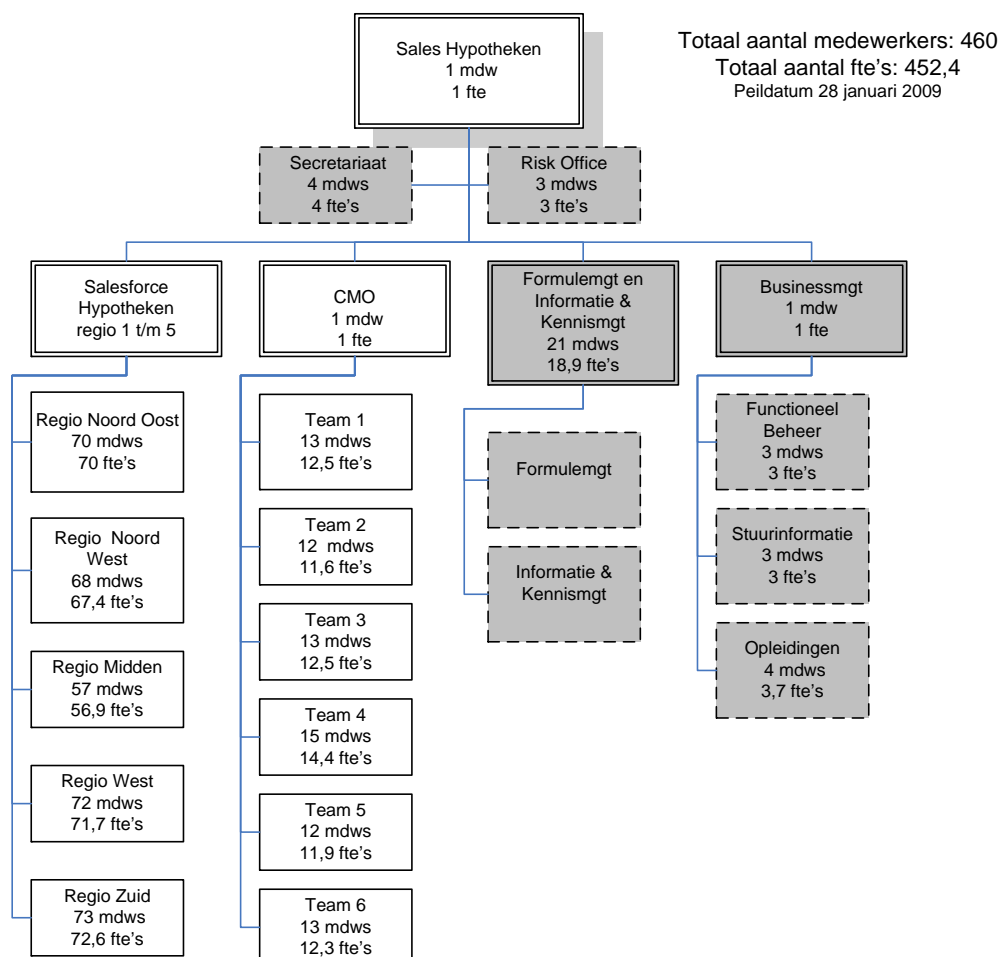 Sales Hypotheken
1 mdw
1 fte
Totaal aantal medewerkers: 460
Totaal aantal fte's: 452,4
Peildatum 28 januari 2009
Secretariaat
4 mdws
4 fte's
Risk Office
3 mdws
3 fte's
Salesforce
Hypotheken
regio 1 t/m 5
CMO
1 mdw
1 fte
Formulemgt en
Informatie &
Kennismgt
21 mdws
18,9 fte's
Businessmgt
1 mdw
1 fte
Regio Noord Oost
70 mdws
70 fte's
Regio  Noord
West
68 mdws
67,4 fte's
Regio Midden
57 mdws
56,9 fte's
Regio West
72 mdws
71,7 fte's
Regio Zuid
73 mdws
72,6 fte's
Team 1
13 mdws
12,5 fte's
Team 2
12  mdws
11,6 fte's
Team 3
13 mdws
12,5 fte's
Team 4
15 mdws
14,4 fte's
Team 5
12 mdws
11,9 fte's
Team 6
13 mdws
12,3 fte's
Formulemgt
Informatie &
Kennismgt
Functioneel
Beheer
3 mdws
3 fte's
Stuurinformatie
3 mdws
3 fte's
Opleidingen
4 mdws
3,7 fte's